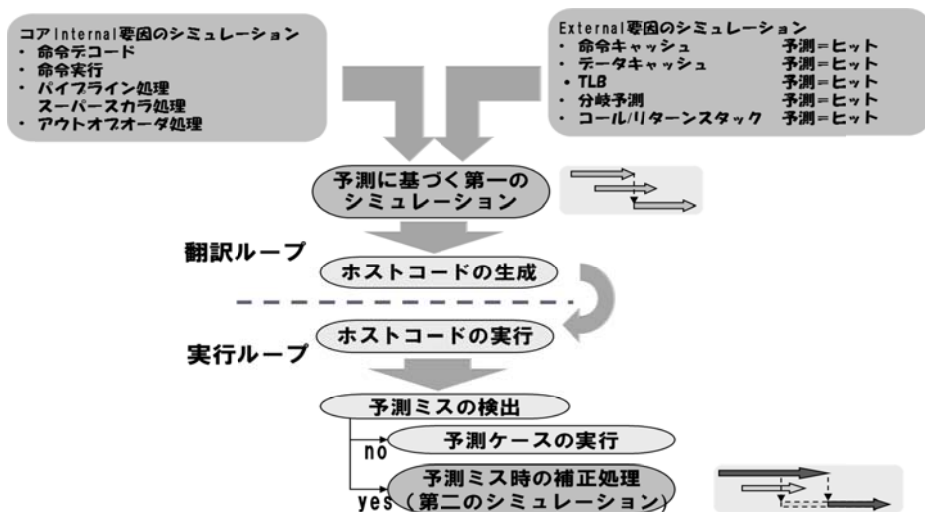 コアInternal要因のシミュレーション
・ 命令デコード
・ 命令実行
・ パイプライン処理
スーパースカラ処理
・ アウトオブオーダ処理
External要因のシミュレーション
・ 命令キャッシュ 予測=ヒット
・ データキャッシュ 予測=ヒット
・ TLB 予測=ヒット
・ 分岐予測 予測=ヒット
・ コール/リターンスタック 予測=ヒット
予測に基づく第一の
シミュレーション
翻訳ループ
ホストコードの生成
ホストコードの実行
実行ループ
予測ミスの検出
no
予測ケースの実行
yes
予測ミス時の補正処理
(第二のシミュレーション)